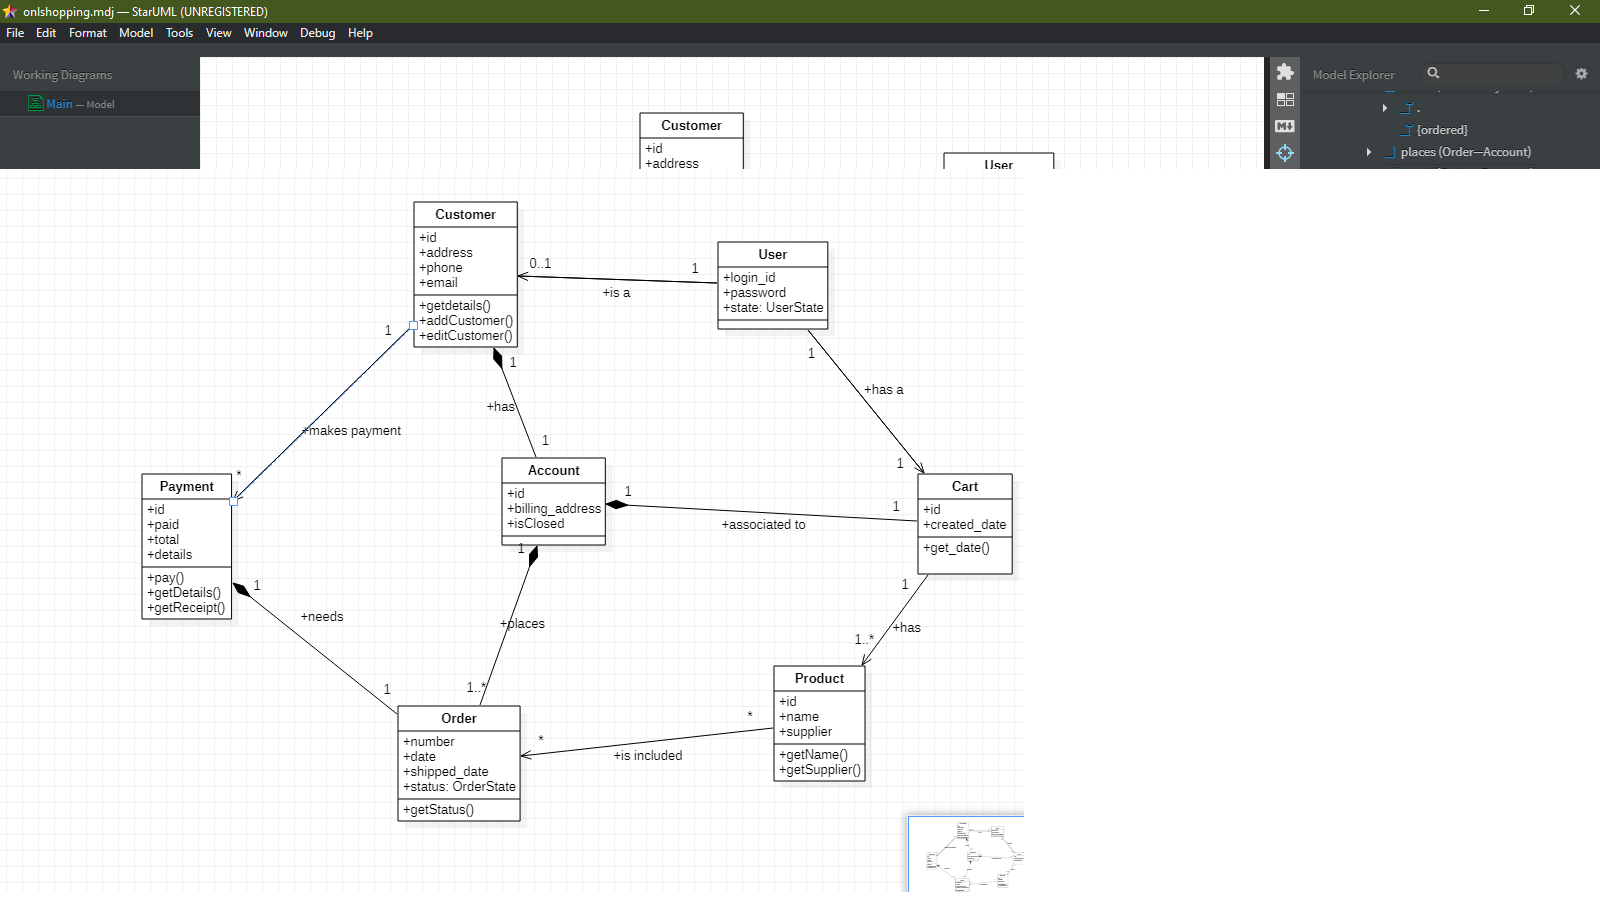 onlshopping.mdj — StarUML (UNREGISTERED)
File Edit Format Model Tools View Window Debug Help
Working Diagrams
Main — Model
Model Explorer
.
{ordered}
places (Order—Account)
Customer
+id
+address
User
Customer
+id
+address
+phone
+email
+getdetails()
+addCustomer()
+editCustomer()
0..1
1
+is a
User
+login_id
+password
+state: UserState
1
+makes payment
*
1
+has
1
1
+has a
1
Payment
+id
+paid
+total
+details
+pay()
+getDetails()
+getReceipt()
Account
+id
+billing_address
+isClosed
1
1
+associated to
Cart
+id
+created_date
+get_date()
1
+needs
1
1
+places
1..*
1
+has
1..*
Order
+number
+date
+shipped_date
+status: OrderState
+getStatus()
*
*
+is included
Product
+id
+name
+supplier
+getName()
+getSupplier()